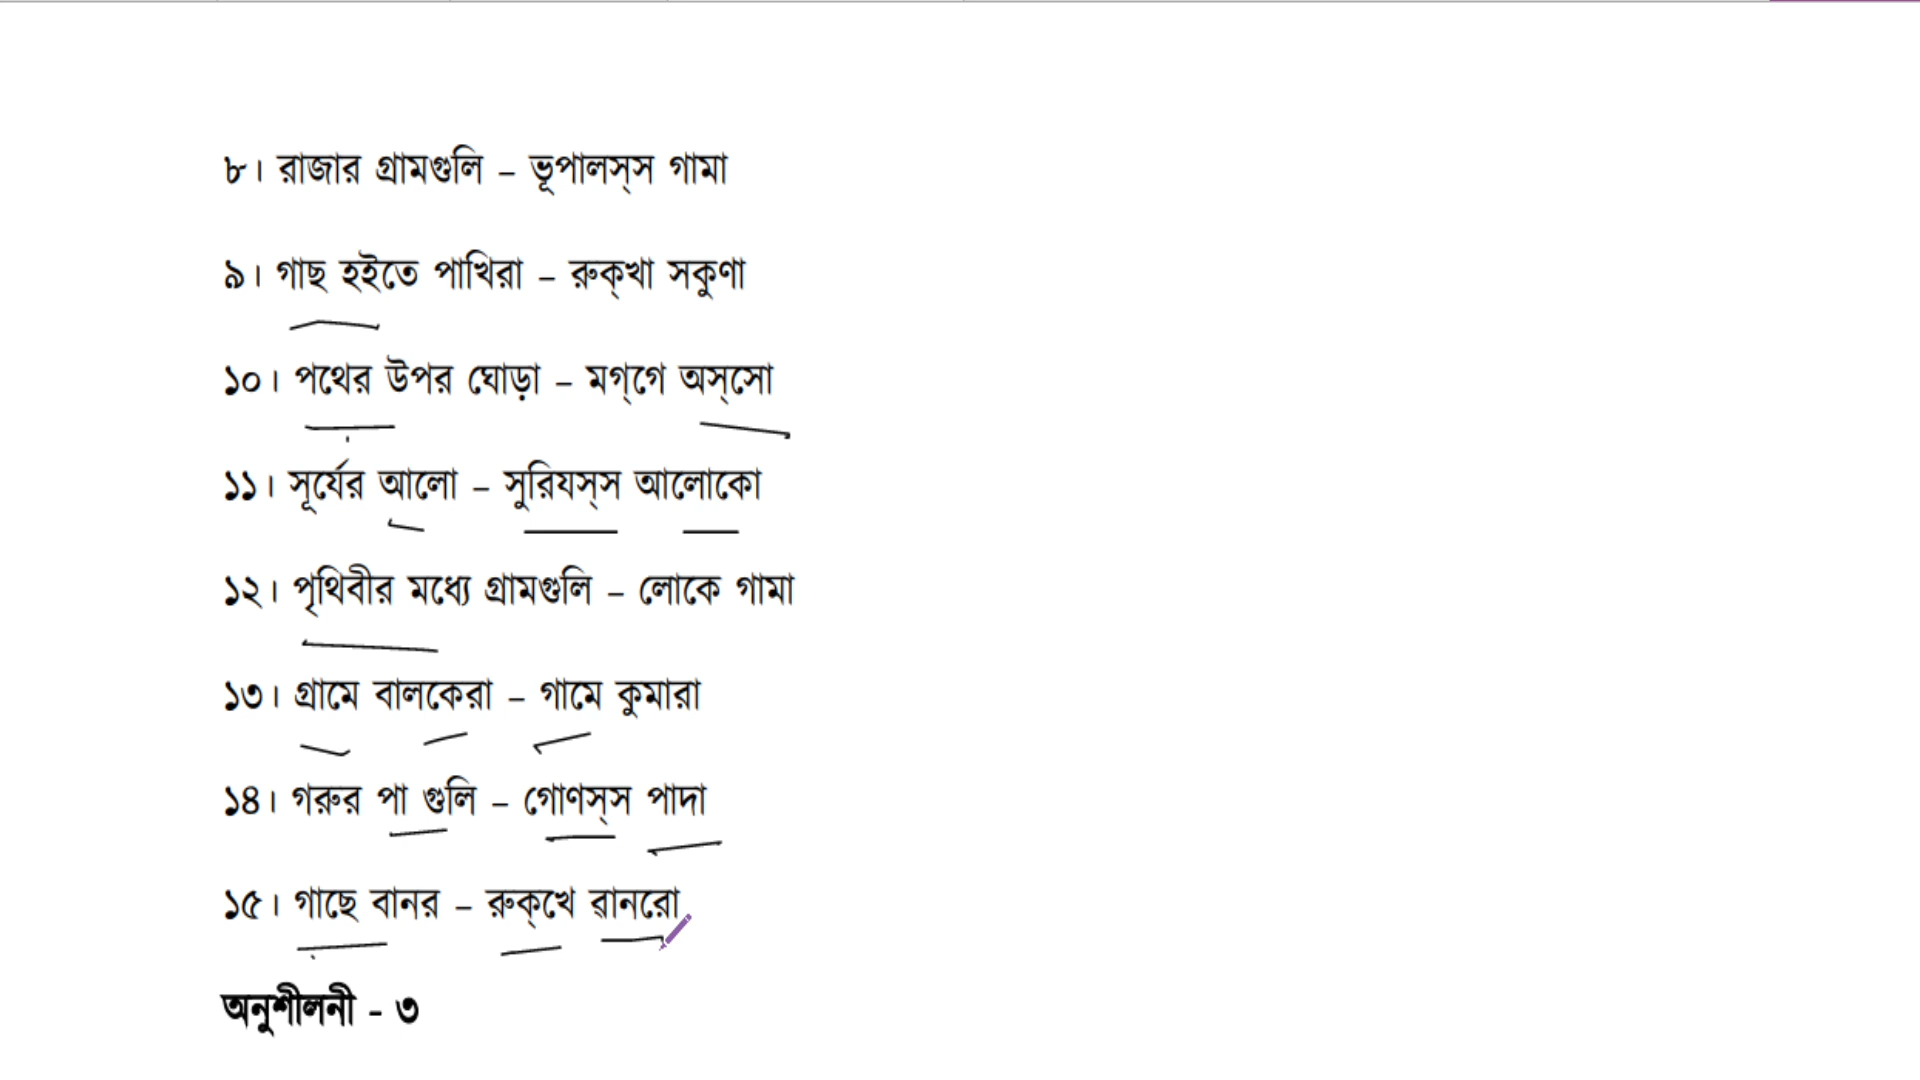 ৮। রাজার গ্রামগুলি – ভূপালস্‌স গামা
৯। গাছ হইতে পাখিরা – রুক্‌খা সকুণা
১০। পথের উপর ঘোড়া – মগ্‌গে অস্‌সো
১১। সূর্যের আলো – সুরিযস্‌স আলোকো
১২। পৃথিবীর মধ্যে গ্রামগুলি – লোকে গামা
১৩। গ্রামে বালকেরা – গামে কুমারা
১৪। গরুর পা গুলি – গোণস্‌স পাদা
১৫। গাছে বানর – রুক্‌খে ৱানরো
অনুশীলনী - ৩